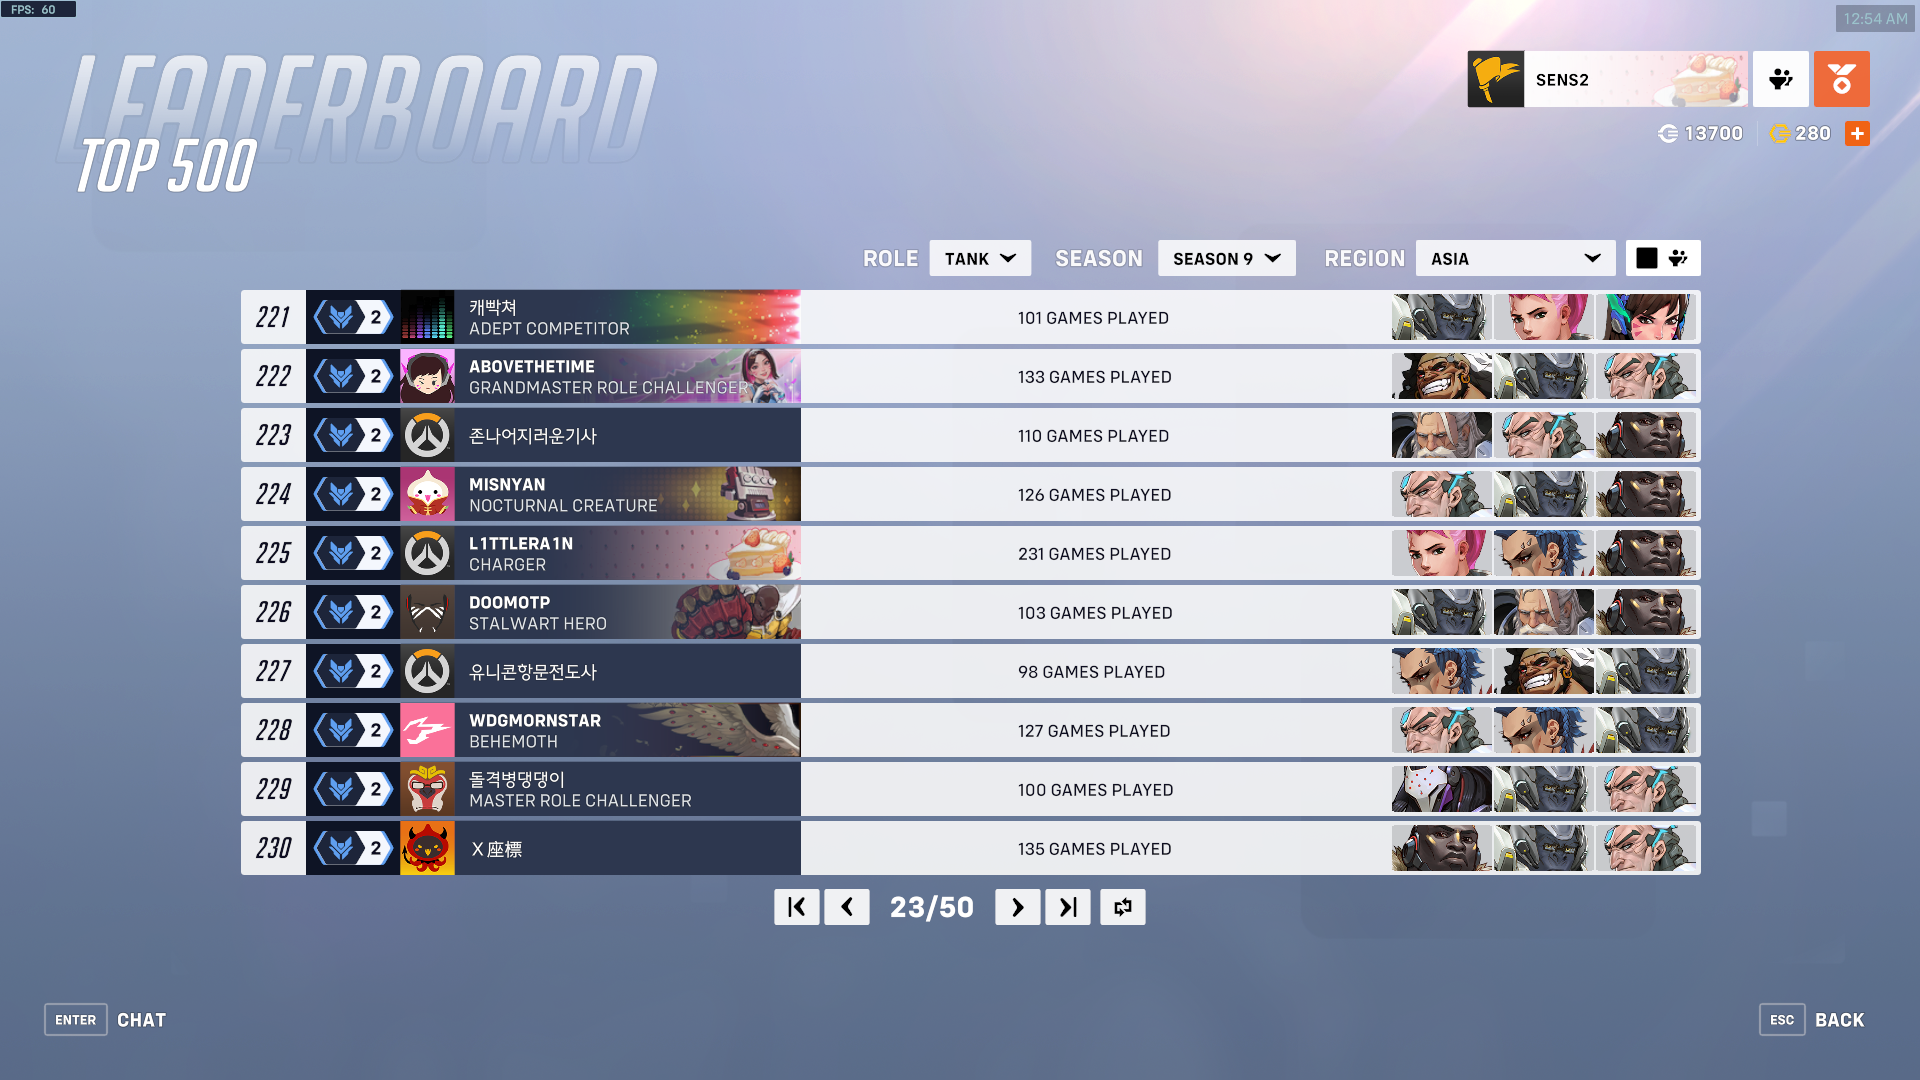 FPS: 60
12:54 AM
LEADERBOARD
TOP 500
SENS2
13700
280
ROLE TANK SEASON SEASON 9 REGION ASIA
221 2 캐빡쳐 101 GAMES PLAYED
ADEPT COMPETITOR
222 2 ABOVETHETIME 133 GAMES PLAYED
GRANDMASTER ROLE CHALLENGER
223 2 존나어지러운기사 110 GAMES PLAYED
224 2 MISNYAN 126 GAMES PLAYED
NOCTURNAL CREATURE
225 2 L1TTLERA1N 231 GAMES PLAYED
CHARGER
226 2 DOOMOTP 103 GAMES PLAYED
STALWART HERO
227 2 유니콘항문전도사 98 GAMES PLAYED
228 2 WDGMORNSTAR 127 GAMES PLAYED
BEHEMOTH
229 2 돌격병댕댕이 100 GAMES PLAYED
MASTER ROLE CHALLENGER
230 2 X座標 135 GAMES PLAYED
23/50
ENTER CHAT
ESC BACK